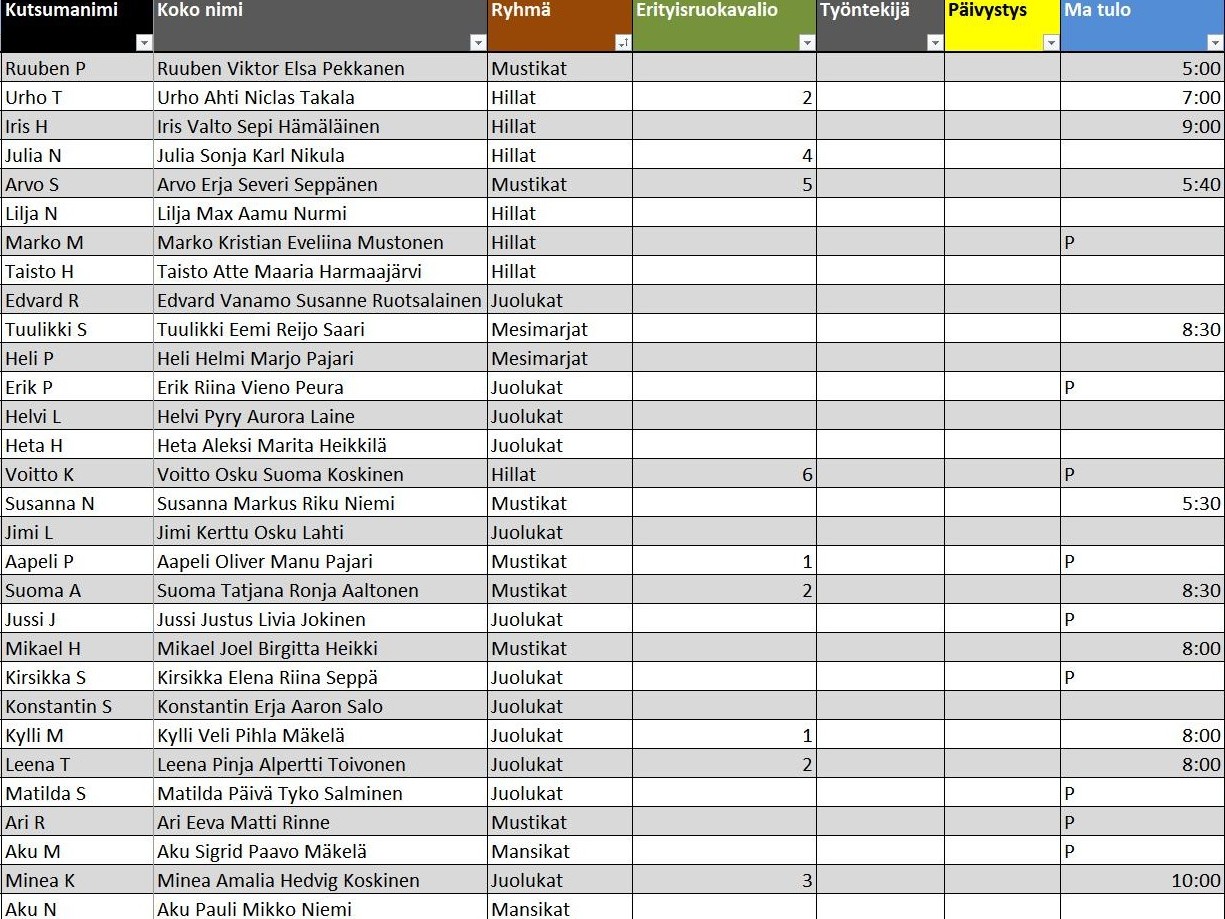 Kutsumanimi Koko nimi Ryhmä Erityisruokavalio Työntekijä Päivystys Ma tulo
Ruuben P Ruuben Viktor Elsa Pekkanen Mustikat 5:00
Urho T Urho Ahti Niclas Takala Hillat 2 7:00
Iris H Iris Valto Sepi Hämäläinen Hillat 9:00
Julia N Julia Sonja Karl Nikula Hillat 4
Arvo S Arvo Erja Severi Seppänen Mustikat 5 5:40
Lilja N Lilja Max Aamu Nurmi Hillat
Marko M Marko Kristian Eveliina Mustonen Hillat P
Taisto H Taisto Atte Maaria Harmaajärvi Hillat
Edvard R Edvard Vanamo Susanne Ruotsalainen Juolukat
Tuulikki S Tuulikki Eemi Reijo Saari Mesimarjat 8:30
Heli P Heli Helmi Marjo Pajari Mesimarjat
Erik P Erik Riina Vieno Peura Juolukat P
Helvi L Helvi Pyry Aurora Laine Juolukat
Heta H Heta Aleksi Marita Heikkilä Juolukat
Voitto K Voitto Osku Suoma Koskinen Hillat 6 P
Susanna N Susanna Markus Riku Niemi Mustikat 5:30
Jimi L Jimi Kerttu Osku Lahti Juolukat
Aapeli P Aapeli Oliver Manu Pajari Mustikat 1 P
Suoma A Suoma Tatjana Ronja Aaltonen Mustikat 2 8:30
Jussi J Jussi Justus Livia Jokinen Juolukat P
Mikael H Mikael Joel Birgitta Heikki Mustikat 8:00
Kirsikka S Kirsikka Elena Riina Seppä Juolukat P
Konstantin S Konstantin Erja Aaron Salo Juolukat
Kylli M Kylli Veli Pihla Mäkelä Juolukat 1 8:00
Leena T Leena Pinja Alpertti Toivonen Juolukat 2 8:00
Matilda S Matilda Päivä Tyko Salminen Juolukat P
Ari R Ari Eeva Matti Rinne Mustikat P
Aku M Aku Sigrid Paavo Mäkelä Mansikat P
Minea K Minea Amalia Hedvig Koskinen Juolukat 3 10:00
Aku N Aku Pauli Mikko Niemi Mansikat